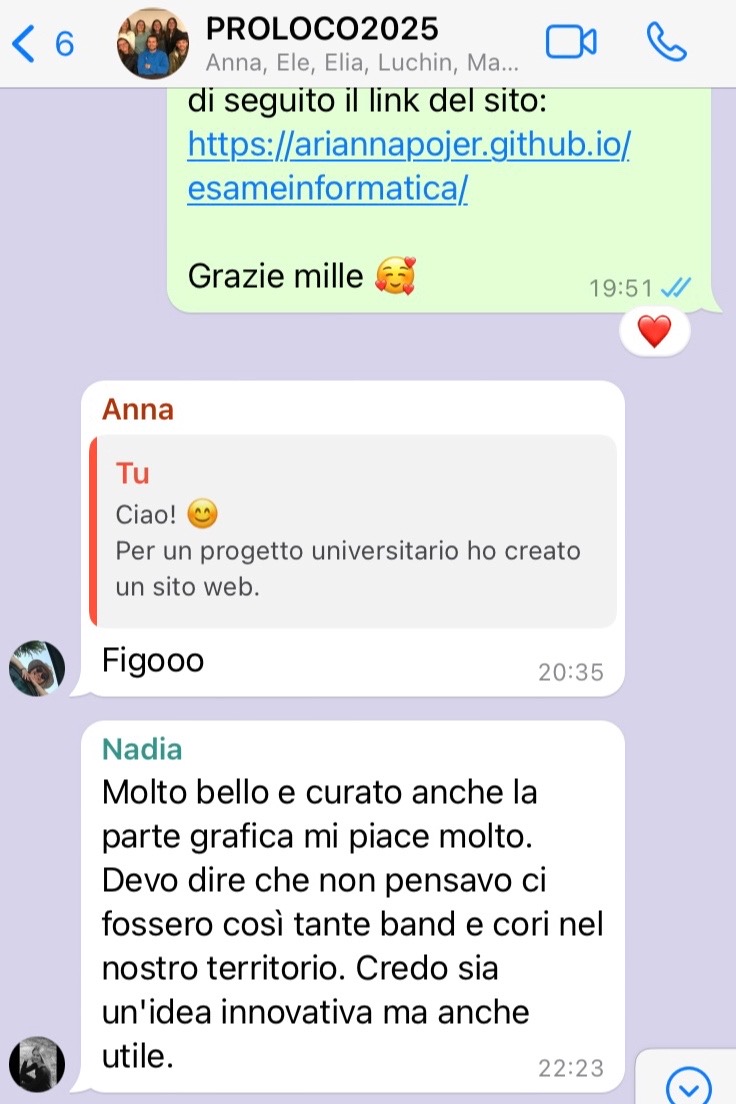 6
PROLOCO2025
Anna, Ele, Elia, Luchin, Ma...
di seguito il link del sito:
https://ariannapojer.github.io/
esameinformatica/
Grazie mille 🥰
19:51
Anna
Tu
Ciao! 😊
Per un progetto universitario ho creato
un sito web.
Figooo
20:35
Nadia
Molto bello e curato anche la
parte grafica mi piace molto.
Devo dire che non pensavo ci
fossero così tante band e cori nel
nostro territorio. Credo sia
un'idea innovativa ma anche
utile.
22:23